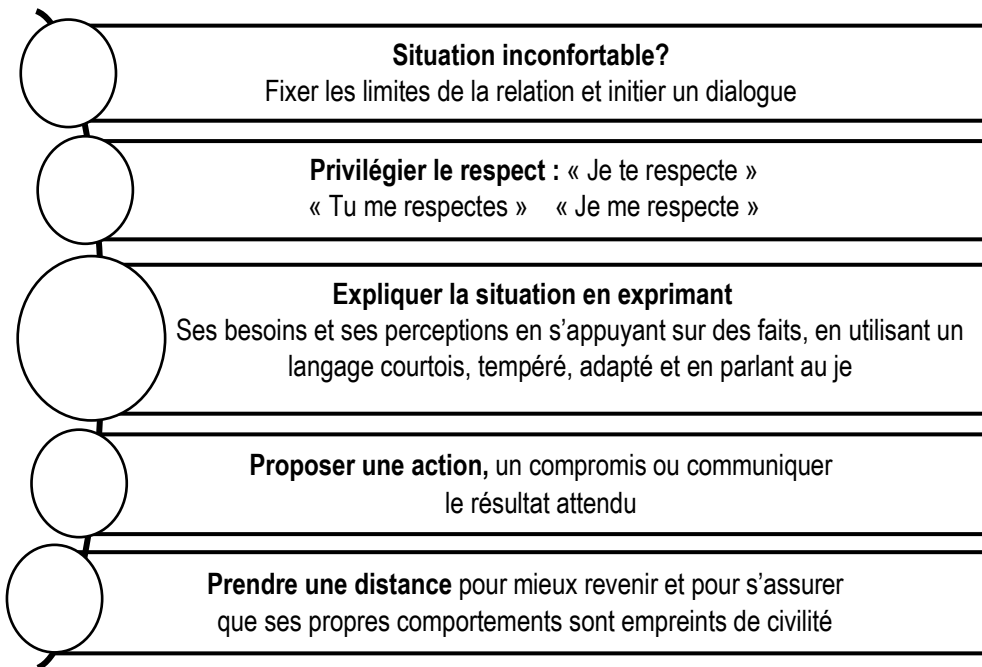 Situation inconfortable?
Fixer les limites de la relation et initier un dialogue
Privilégier le respect : « Je te respecte »
« Tu me respectes »    « Je me respecte »
Expliquer la situation en exprimant
Ses besoins et ses perceptions en s’appuyant sur des faits, en utilisant un
langage courtois, tempéré, adapté et en parlant au je
Proposer une action, un compromis ou communiquer
le résultat attendu
Prendre une distance pour mieux revenir et pour s’assurer
que ses propres comportements sont empreints de civilité